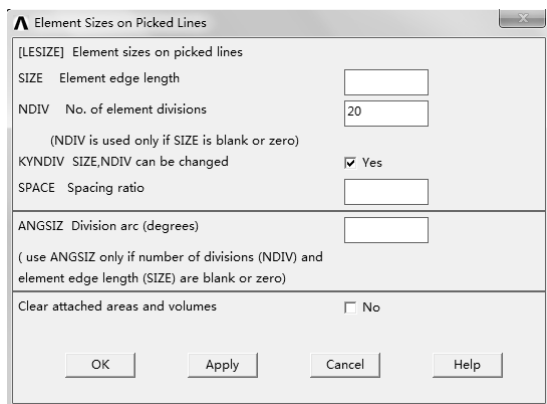 Element Sizes on Picked Lines
[LESIZE] Element sizes on picked lines
SIZE Element edge length
NDIV No. of element divisions 20
(NDIV is used only if SIZE is blank or zero)
KYNDIV SIZE,NDIV can be changed Yes
SPACE Spacing ratio
ANGSIZ Division arc (degrees)
( use ANGSIZ only if number of divisions (NDIV) and
element edge length (SIZE) are blank or zero)
Clear attached areas and volumes No
OK Apply Cancel Help